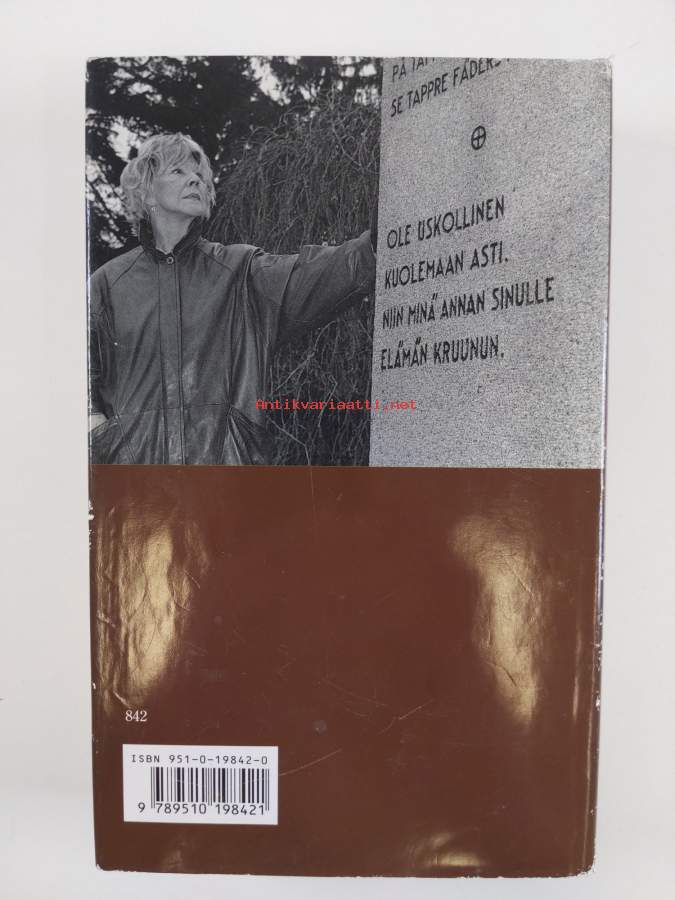 SE TAPPRE FÄDERS
OLE USKOLLINEN
KUOLEMAAN ASTI.
NIIN MINÄ ANNAN SINULLE
ELÄMÄN KRUUNUN.
Antikvariaatti.net
842
ISBN 951-0-19842-0
9 789510 198421